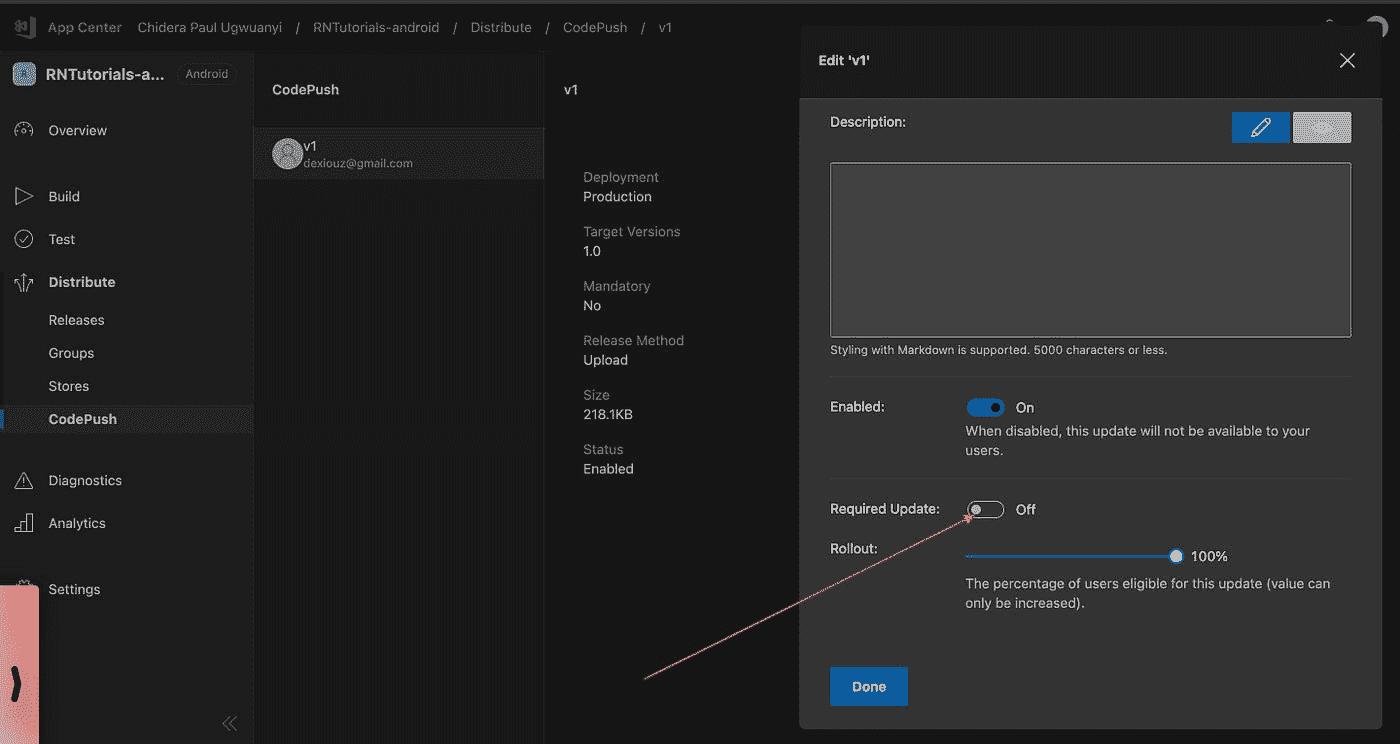 App Center Chidera Paul Ugwuanyi / RNTutorials-android / Distribute / CodePush / v1
RNTutorials-a... Android
Overview
Build
Test
Distribute
Releases
Groups
Stores
CodePush
Diagnostics
Analytics
Settings
CodePush
v1
dexiouz@gmail.com
v1
Deployment
Production
Target Versions
1.0
Mandatory
No
Release Method
Upload
Size
218.1KB
Status
Enabled
Edit 'v1'
Description:
Styling with Markdown is supported. 5000 characters or less.
Enabled: On
When disabled, this update will not be available to your
users.
Required Update: Off
Rollout: 100%
The percentage of users eligible for this update (value can
only be increased).
Done